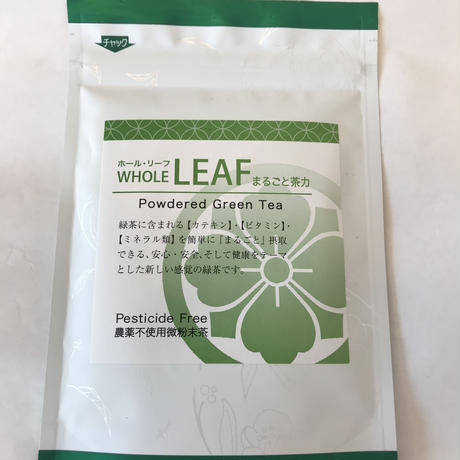 チャック
ホール・リーフ
WHOLE LEAF まるごと茶力
Powdered Green Tea
緑茶に含まれる【カテキン】・【ビタミン】・
【ミネラル類】を簡単に『まるごと』摂取
できる、安心・安全、そして健康をテーマ
とした新しい感覚の緑茶です。
Pesticide Free
農薬不使用微粉末茶